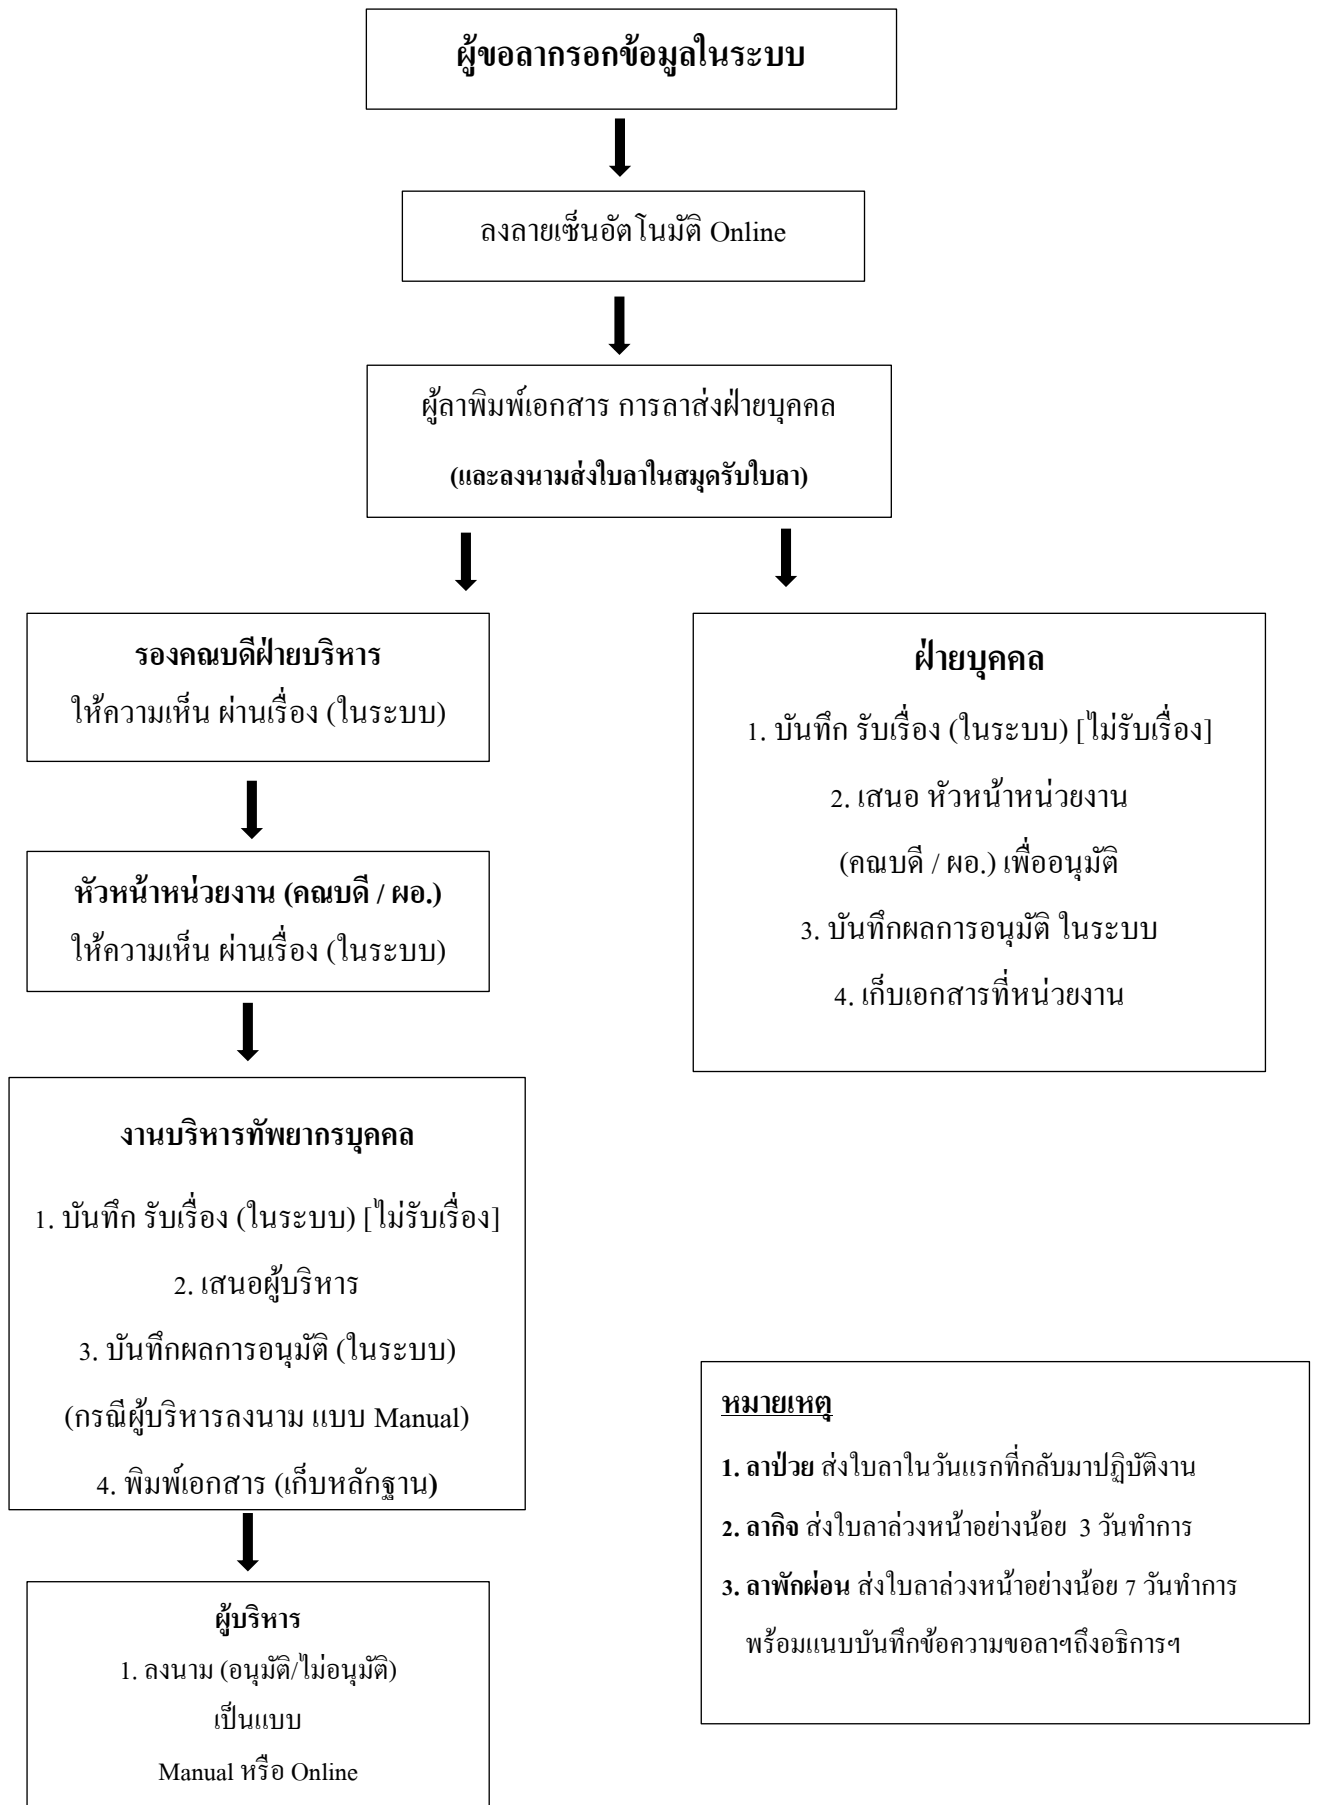 ผู้ขอลากรอกข้อมูลในระบบ
ลงลายเซ็นอัตโนมัติ Online
ผู้ลาพิมพ์เอกสาร การลาส่งฝ่ายบุคคล
(และลงนามส่งใบลาในสมุดรับใบลา)
รองคณบดีฝ่ายบริหาร
ให้ความเห็น ผ่านเรื่อง (ในระบบ)
หัวหน้าหน่วยงาน (คณบดี / ผอ.)
ให้ความเห็น ผ่านเรื่อง (ในระบบ)
งานบริหารทัพยากรบุคคล
1. บันทึก รับเรื่อง (ในระบบ) [ไม่รับเรื่อง]
2. เสนอผู้บริหาร
3. บันทึกผลการอนุมัติ (ในระบบ)
(กรณีผู้บริหารลงนาม แบบ Manual)
4. พิมพ์เอกสาร (เก็บหลักฐาน)
ผู้บริหาร
1. ลงนาม (อนุมัติ/ไม่อนุมัติ)
เป็นแบบ
Manual หรือ Online
ฝ่ายบุคคล
1. บันทึก รับเรื่อง (ในระบบ) [ไม่รับเรื่อง]
2. เสนอ หัวหน้าหน่วยงาน
(คณบดี / ผอ.) เพื่ออนุมัติ
3. บันทึกผลการอนุมัติ ในระบบ
4. เก็บเอกสารที่หน่วยงาน
หมายเหตุ
1. ลาป่วย ส่งใบลาในวันแรกที่กลับมาปฏิบัติงาน
2. ลากิจ ส่งใบลาล่วงหน้าอย่างน้อย 3 วันทำการ
3. ลาพักผ่อน ส่งใบลาล่วงหน้าอย่างน้อย 7 วันทำการ
พร้อมแนบบันทึกข้อความขอลาฯถึงอธิการฯ